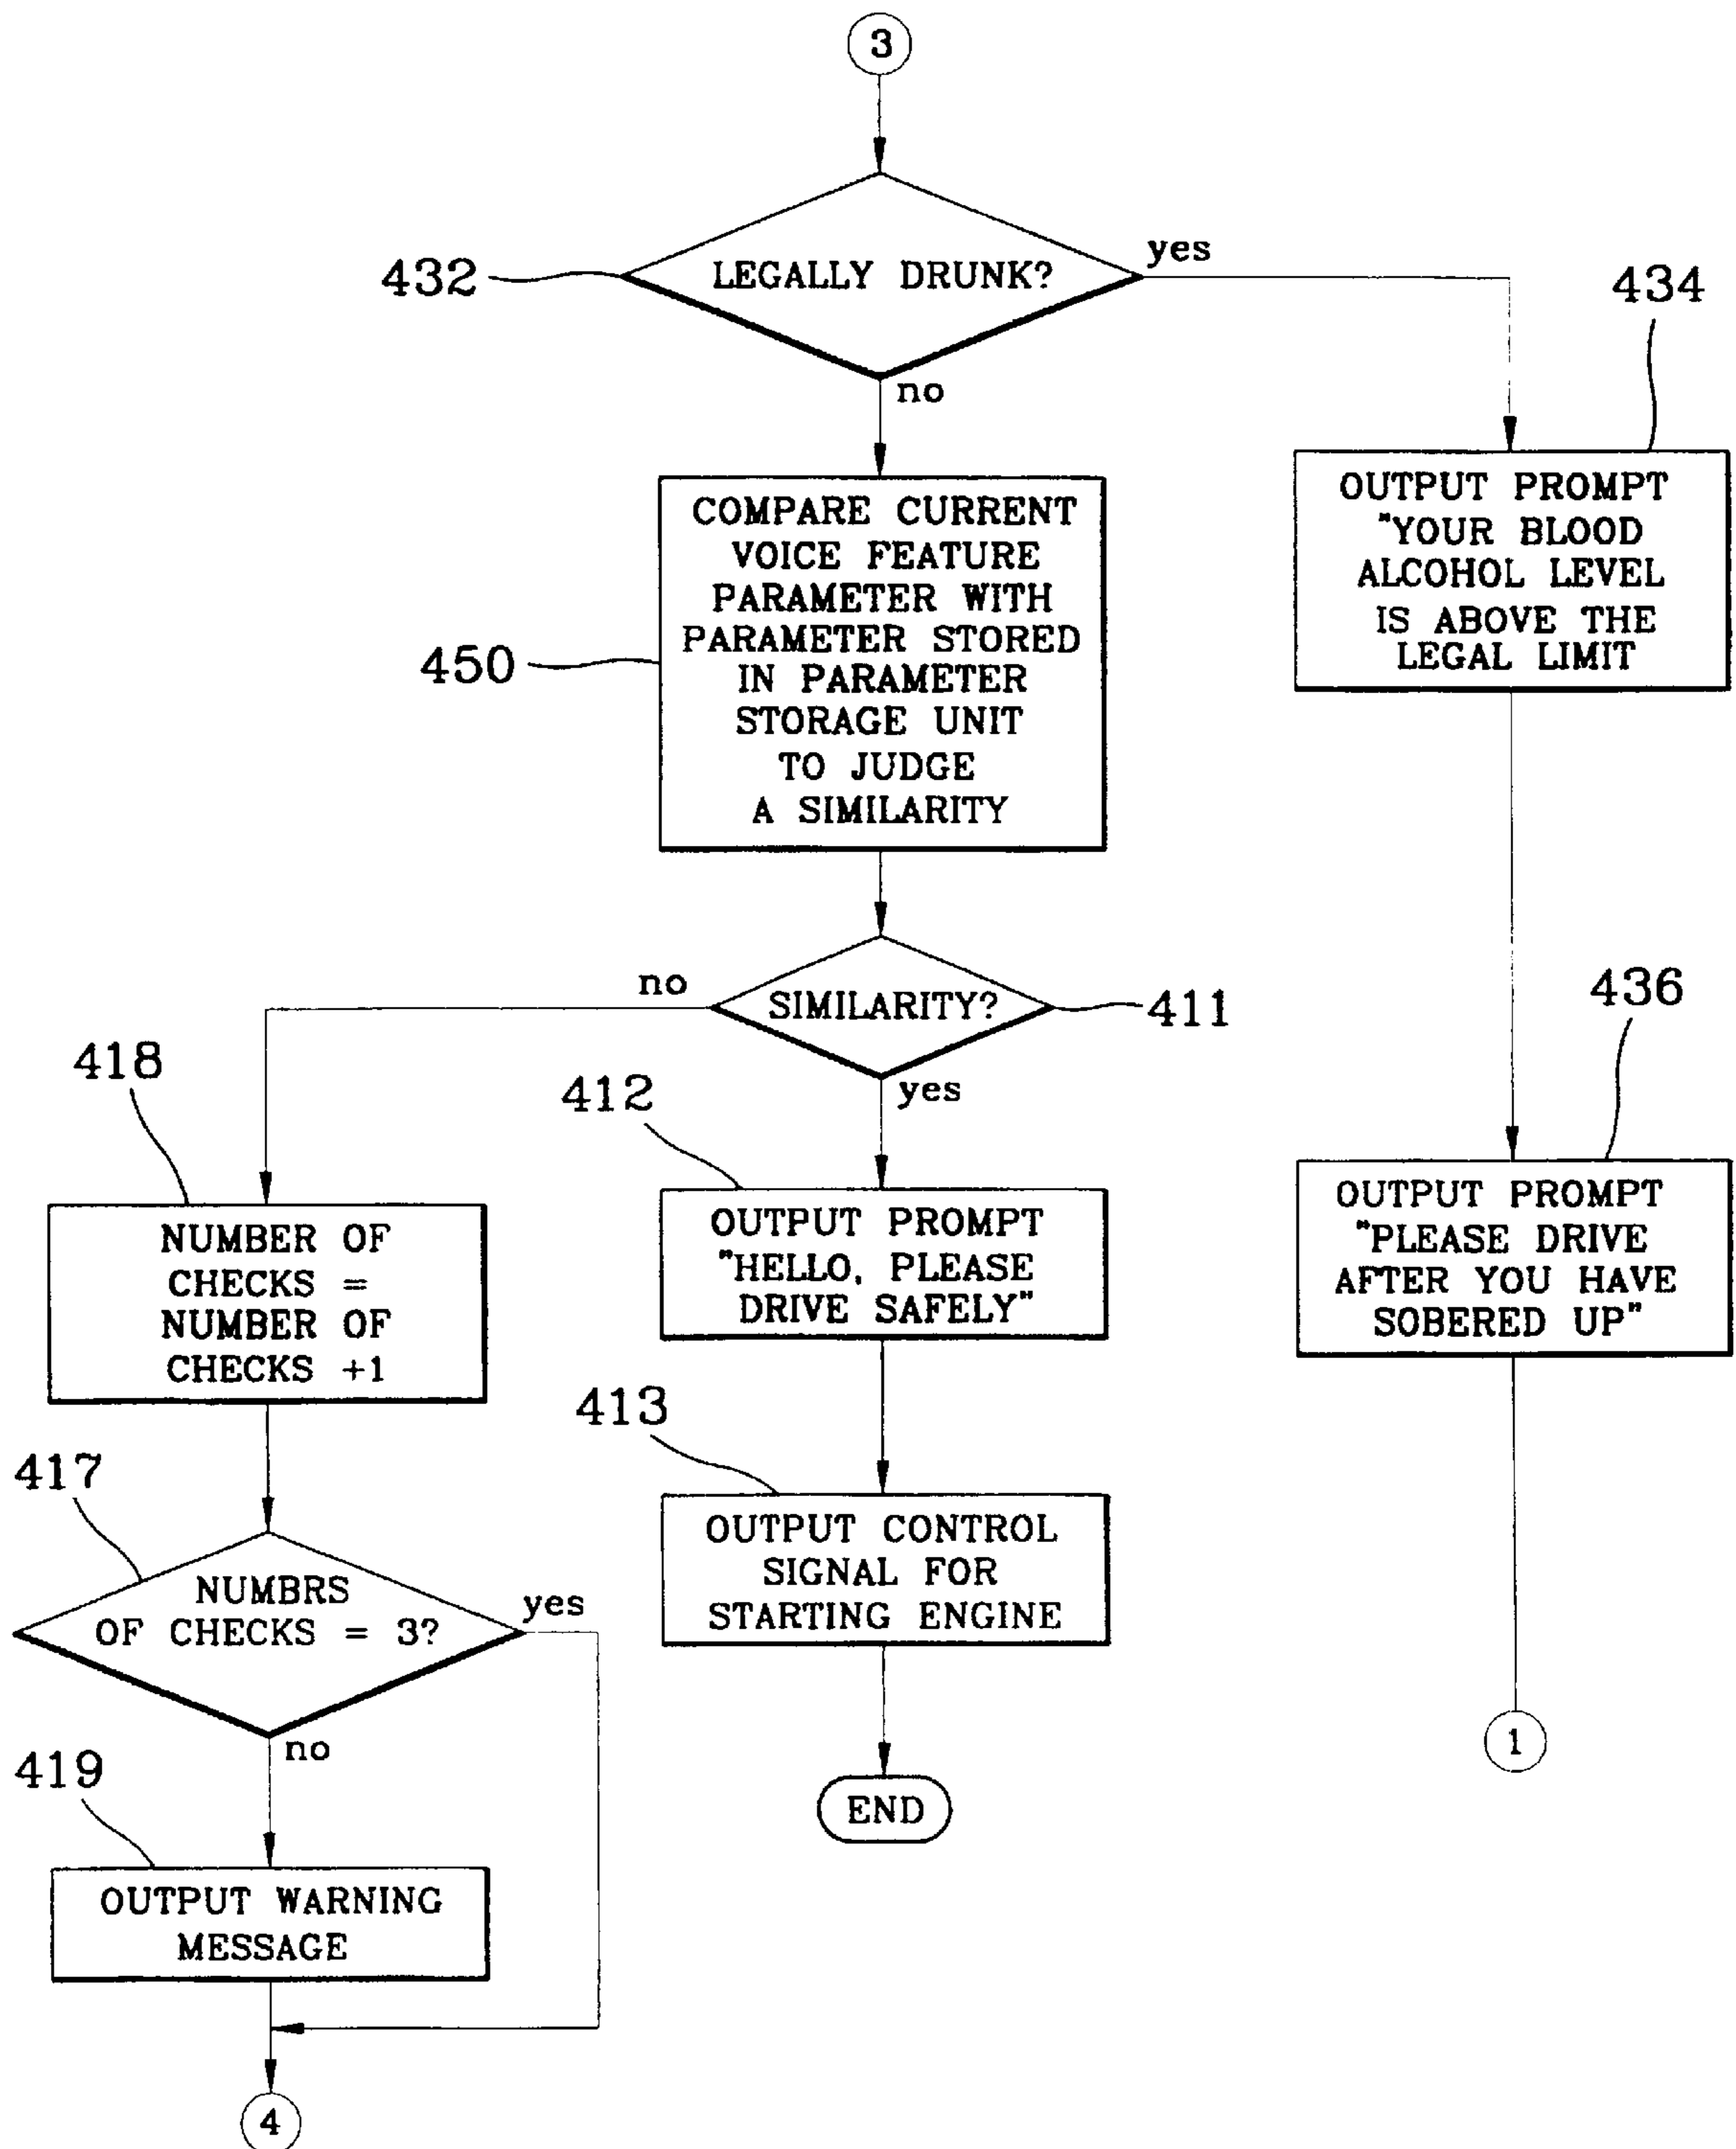 3
432
LEGALLY DRUNK?
yes
no
434
OUTPUT PROMPT
"YOUR BLOOD
ALCOHOL LEVEL
IS ABOVE THE
LEGAL LIMIT
450
COMPARE CURRENT
VOICE FEATURE
PARAMETER WITH
PARAMETER STORED
IN PARAMETER
STORAGE UNIT
TO JUDGE
A SIMILARITY
no
SIMILARITY?
411
yes
436
OUTPUT PROMPT
"PLEASE DRIVE
AFTER YOU HAVE
SOBERED UP"
1
418
NUMBER OF
CHECKS =
NUMBER OF
CHECKS +1
412
OUTPUT PROMPT
"HELLO, PLEASE
DRIVE SAFELY"
413
OUTPUT CONTROL
SIGNAL FOR
STARTING ENGINE
END
417
NUMBRS
OF CHECKS = 3?
yes
no
419
OUTPUT WARNING
MESSAGE
4